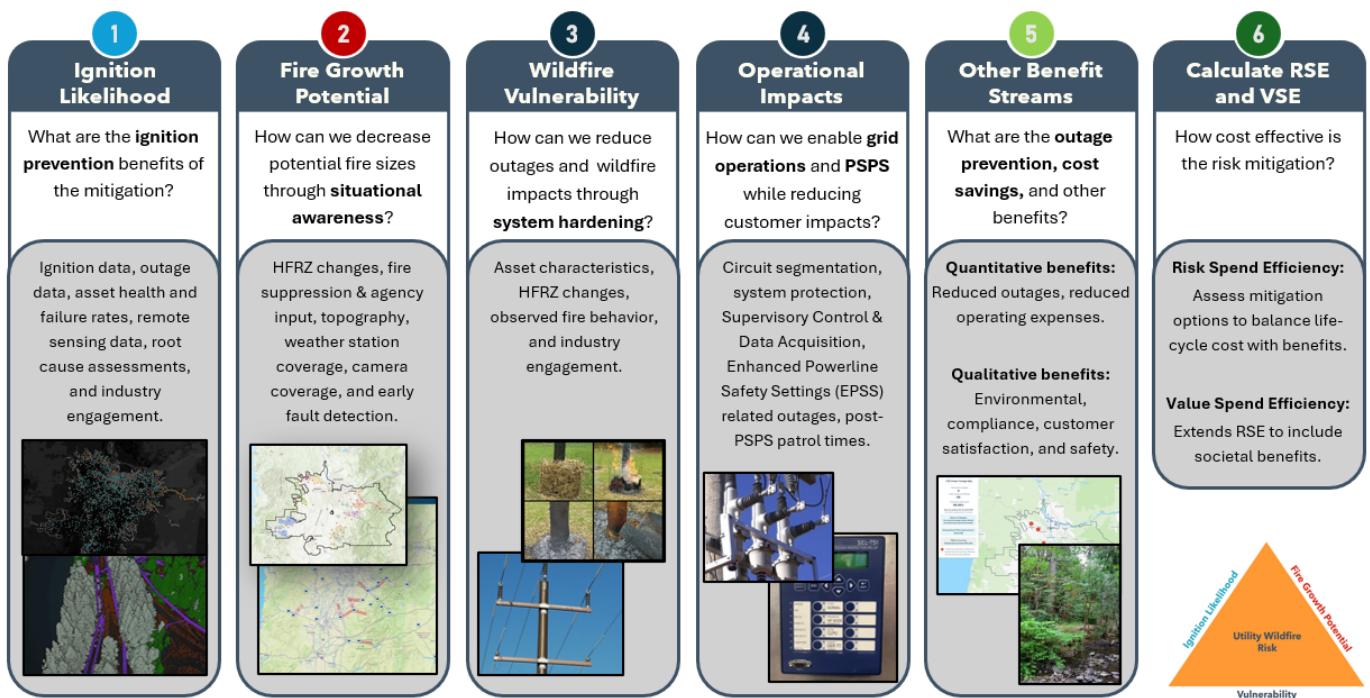 1
Ignition
Likelihood
What are the ignition
prevention benefits of
the mitigation?
Ignition data, outage
data, asset health and
failure rates, remote
sensing data, root
cause assessments,
and industry
engagement.
2
Fire Growth
Potential
How can we decrease
potential fire sizes
through situational
awareness?
HFRZ changes, fire
suppression & agency
input, topography,
weather station
coverage, camera
coverage, and early
fault detection.
3
Wildfire
Vulnerability
How can we reduce
outages and wildfire
impacts through
system hardening?
Asset characteristics,
HFRZ changes,
observed fire behavior,
and industry
engagement.
4
Operational
Impacts
How can we enable grid
operations and PSPS
while reducing
customer impacts?
Circuit segmentation,
system protection,
Supervisory Control &
Data Acquisition,
Enhanced Powerline
Safety Settings (EPSS)
related outages, post-
PSPS patrol times.
5
Other Benefit
Streams
What are the outage
prevention, cost
savings, and other
benefits?
Quantitative benefits:
Reduced outages, reduced
operating expenses.
Qualitative benefits:
Environmental,
compliance, customer
satisfaction, and safety.
6
Calculate RSE
and VSE
How cost effective is
the risk mitigation?
Risk Spend Efficiency:
Assess mitigation
options to balance life-
cycle cost with benefits.
Value Spend Efficiency:
Extends RSE to include
societal benefits.
Ignition Likelihood
Fire Growth Potential
Utility Wildfire
Risk
Vulnerability